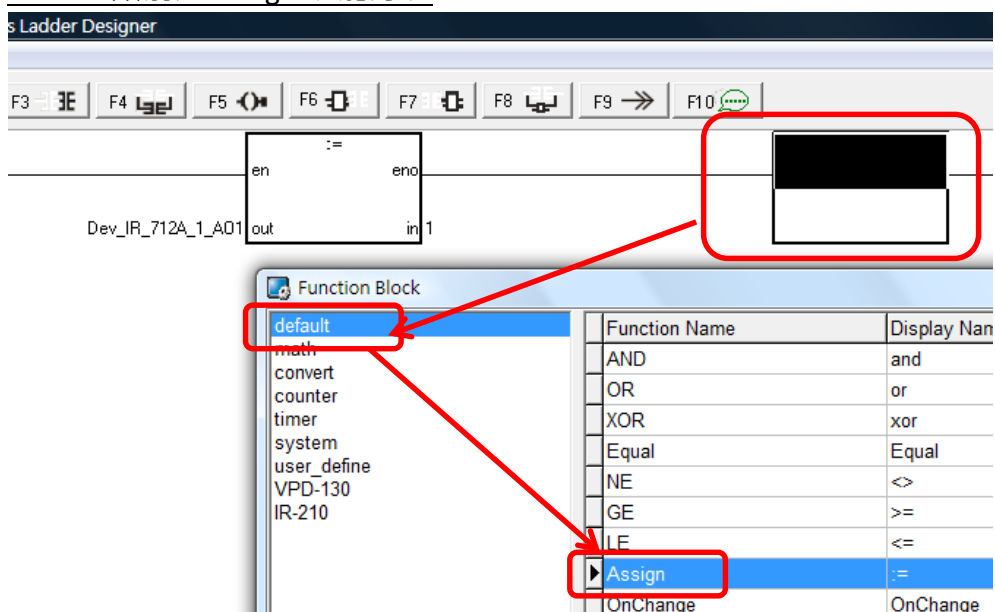 s Ladder Designer
F3 F4 F5 F6 F7 F8 F9 F10
:=
en eno
Dev_IR_712A_1_AO1 out in 1
Function Block
default
Function Name Display Nam
math
AND and
convert
OR or
counter
timer
XOR xor
system
Equal Equal
user_define
NE <>
VPD-130
IR-210
GE >=
LE <=
Assign :=
OnChange OnChange